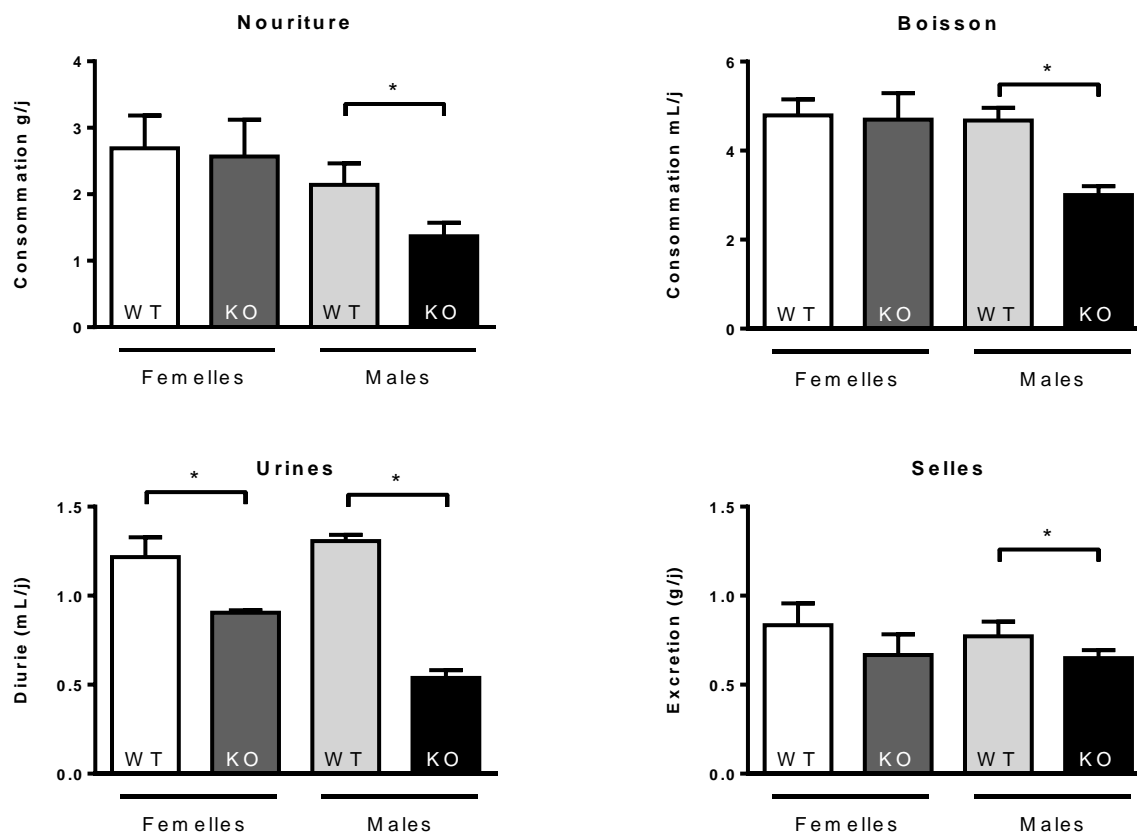 Nouriture
Consommation g/j
4
3
2
1
0
*
WT
KO
WT
KO
Femelles
Males
Boisson
Consommation mL/j
6
4
2
0
*
WT
KO
WT
KO
Femelles
Males
Urines
Diurie (mL/j)
1.5
1.0
0.5
0.0
*
*
WT
KO
WT
KO
Femelles
Males
Selles
Excretion (g/j)
1.5
1.0
0.5
0.0
*
WT
KO
WT
KO
Femelles
Males